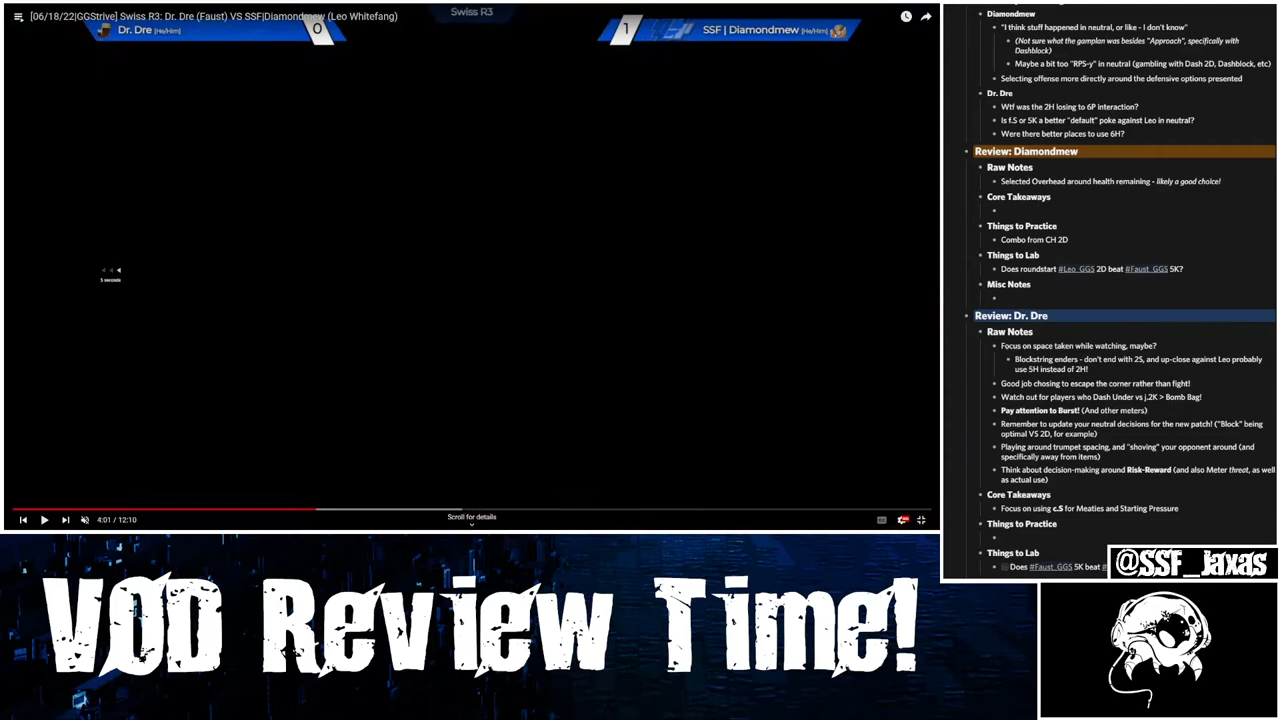 [06/18/22|GGStrive] Swiss R3: Dr. Dre (Faust) VS SSF|Diamondmew (Leo Whitefang)
Swiss R3
Dr. Dre [He/Him]
0
1
SSF | Diamondmew [He/Him]
5 seconds
Scroll for details
4:01 / 12:10
Diamondmew
"I think stuff happened in neutral, or like - I don't know"
(Not sure what the gamplan was besides "Approach", specifically with
Dashblock)
Maybe a bit too "RPS-y" in neutral (gambling with Dash 2D, Dashblock, etc)
Selecting offense more directly around the defensive options presented
Dr. Dre
Wtf was the 2H losing to 6P interaction?
Is f.S or 5K a better "default" poke against Leo in neutral?
Were there better places to use 6H?
Review: Diamondmew
Raw Notes
Selected Overhead around health remaining - likely a good choice!
Core Takeaways
Things to Practice
Combo from CH 2D
Things to Lab
Does roundstart #Leo_GGS 2D beat #Faust_GGS 5K?
Misc Notes
Review: Dr. Dre
Raw Notes
Focus on space taken while watching, maybe?
Blockstring enders - don't end with 2S, and up-close against Leo probably
use 5H instead of 2H!
Good job chosing to escape the corner rather than fight!
Watch out for players who Dash Under vs j.2K > Bomb Bag!
Pay attention to Burst! (And other meters)
Remember to update your neutral decisions for the new patch! ("Block" being
optimal VS 2D, for example)
Playing around trumpet spacing, and "shoving" your opponent around (and
specifically away from items)
Think about decision-making around Risk-Reward (and also Meter threat, as well
as actual use)
Core Takeaways
Focus on using c.S for Meaties and Starting Pressure
Things to Practice
Things to Lab
Does #Faust_GGS 5K beat #
@SSF_jaxas
VOD Review Time!